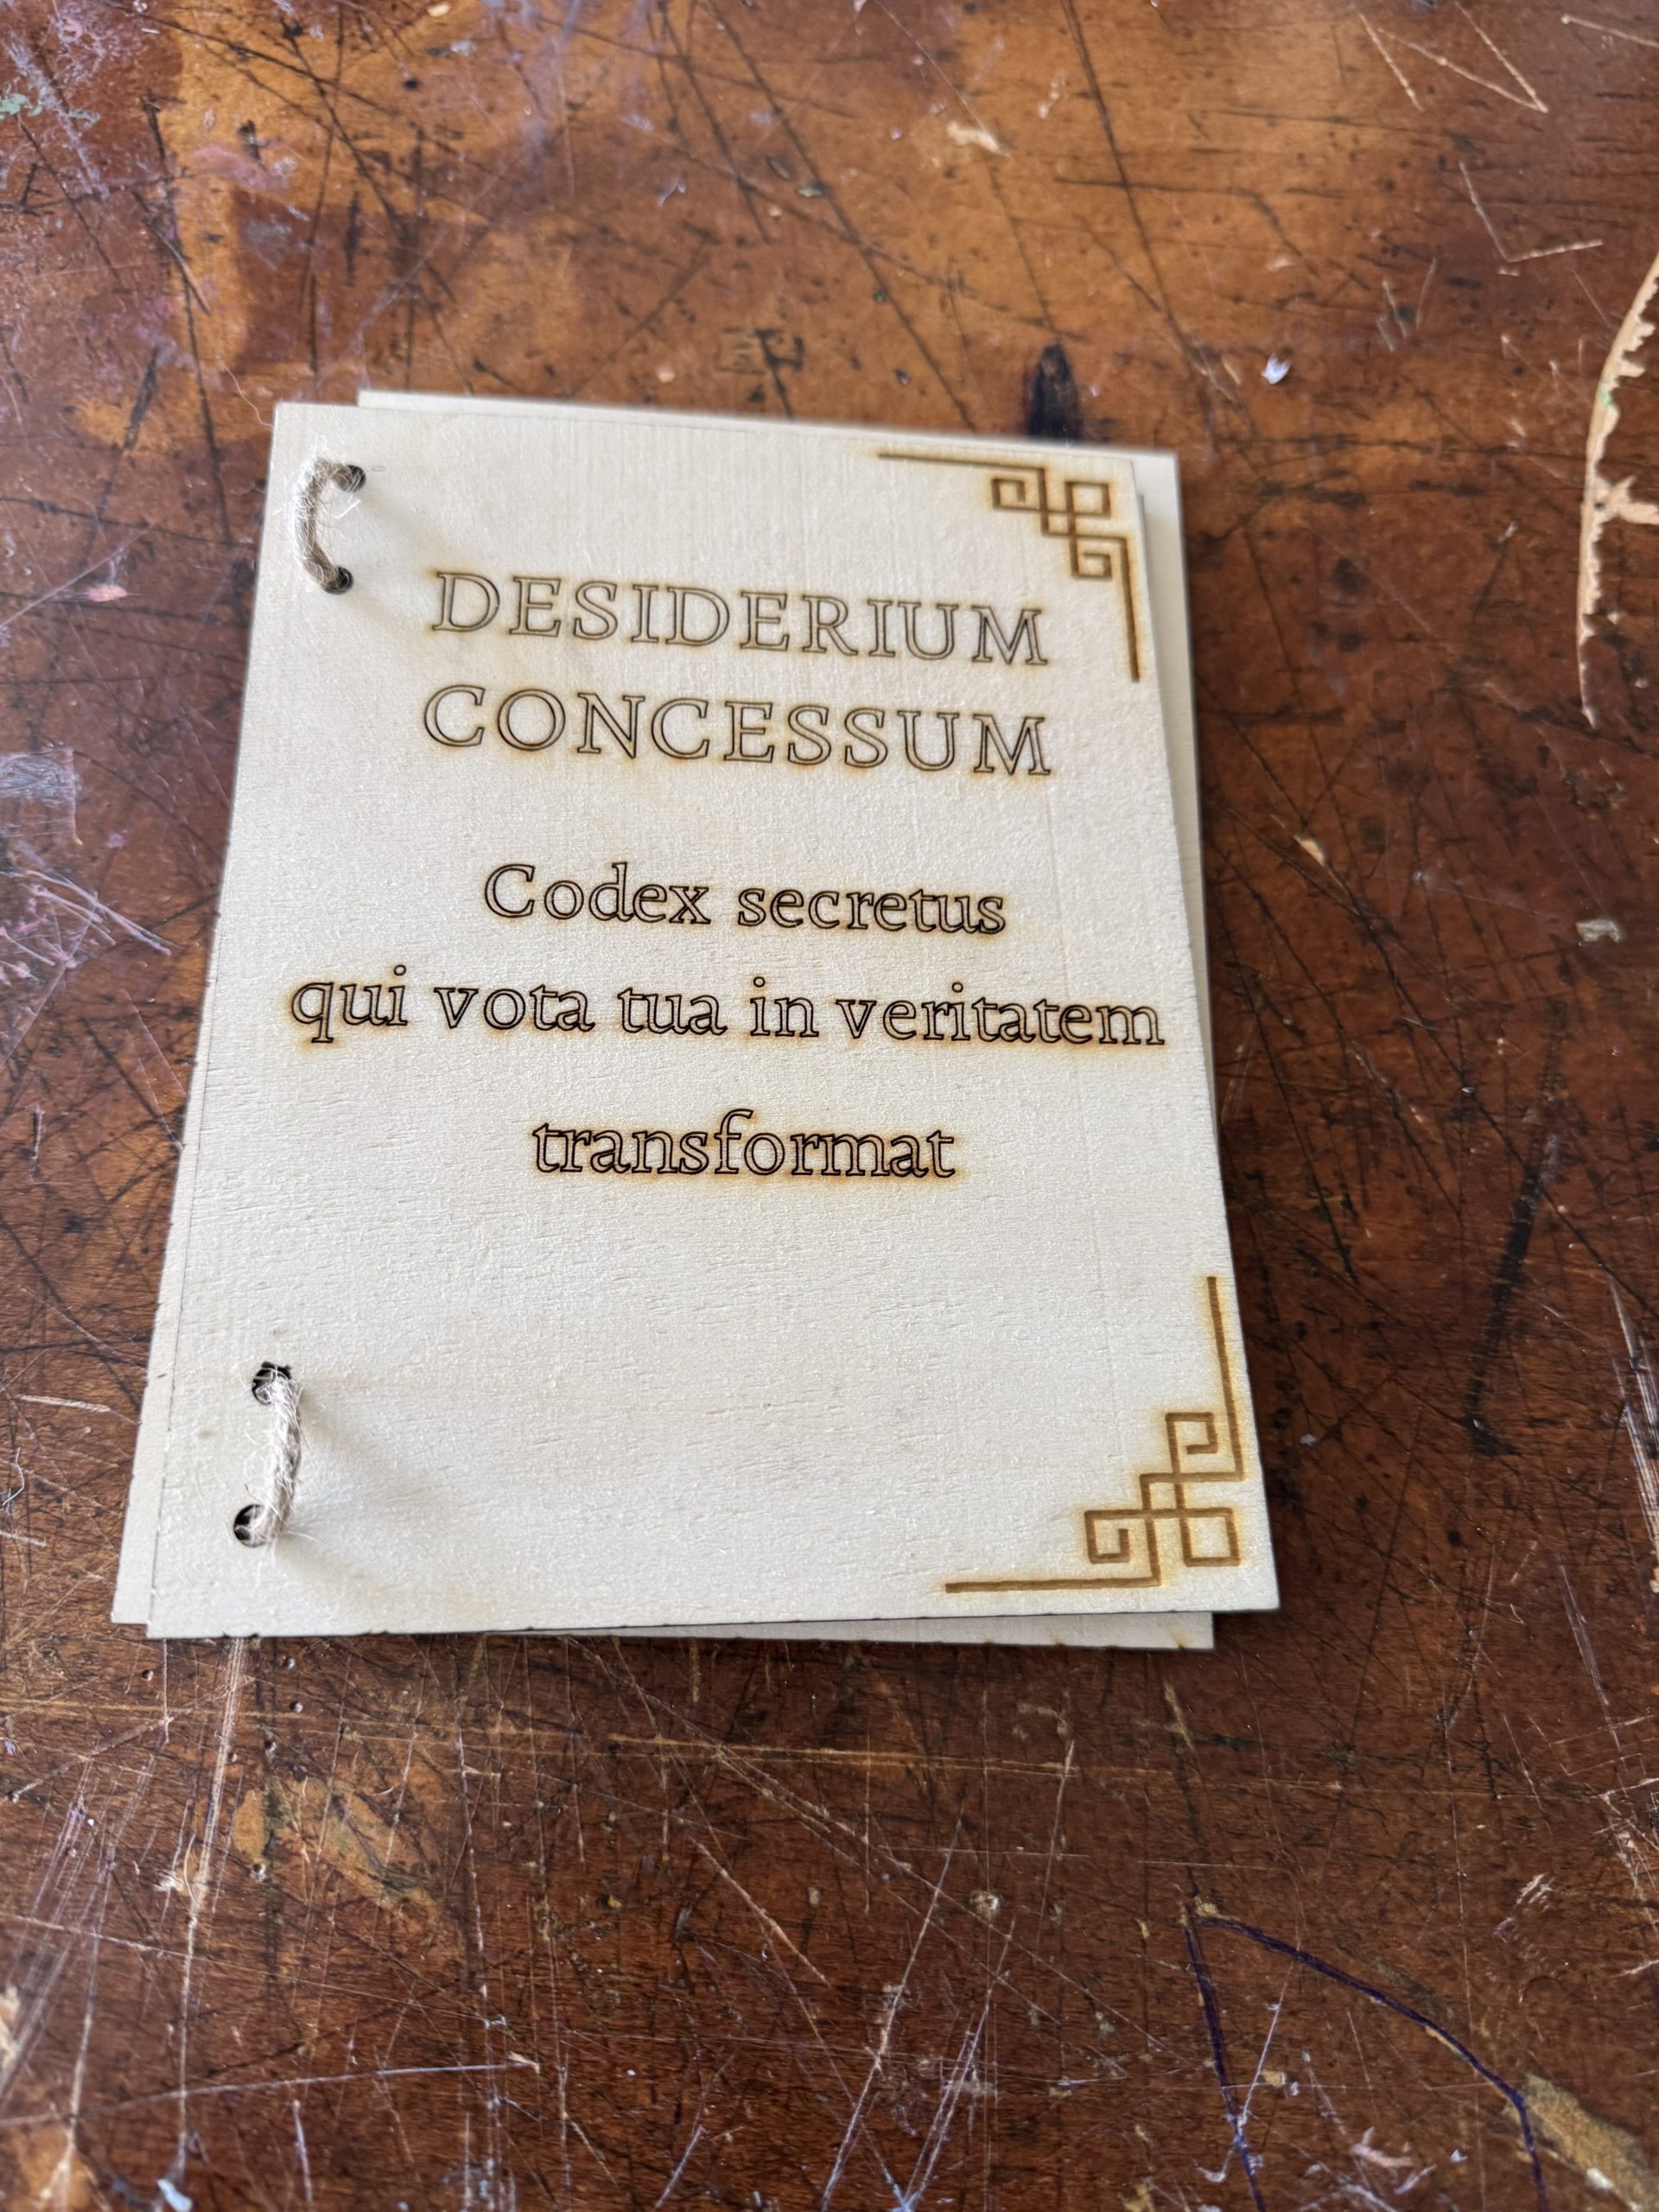 DESIDERIUM
CONCESSUM
Codex secretus
qui vota tua in veritatem
transformat